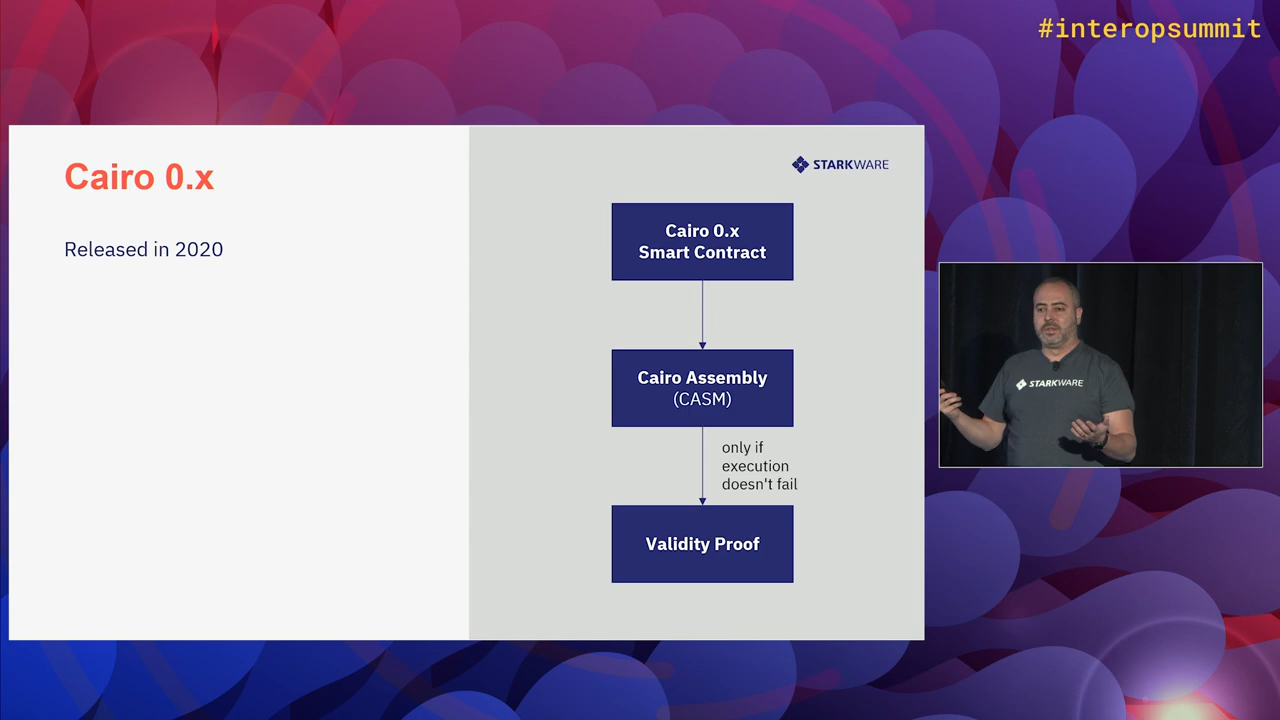 #interopsummit
Cairo 0.x
Released in 2020
STARKWARE
Cairo 0.x
Smart Contract
Cairo Assembly
(CASM)
only if
execution
doesn't fail
Validity Proof
STARKWARE